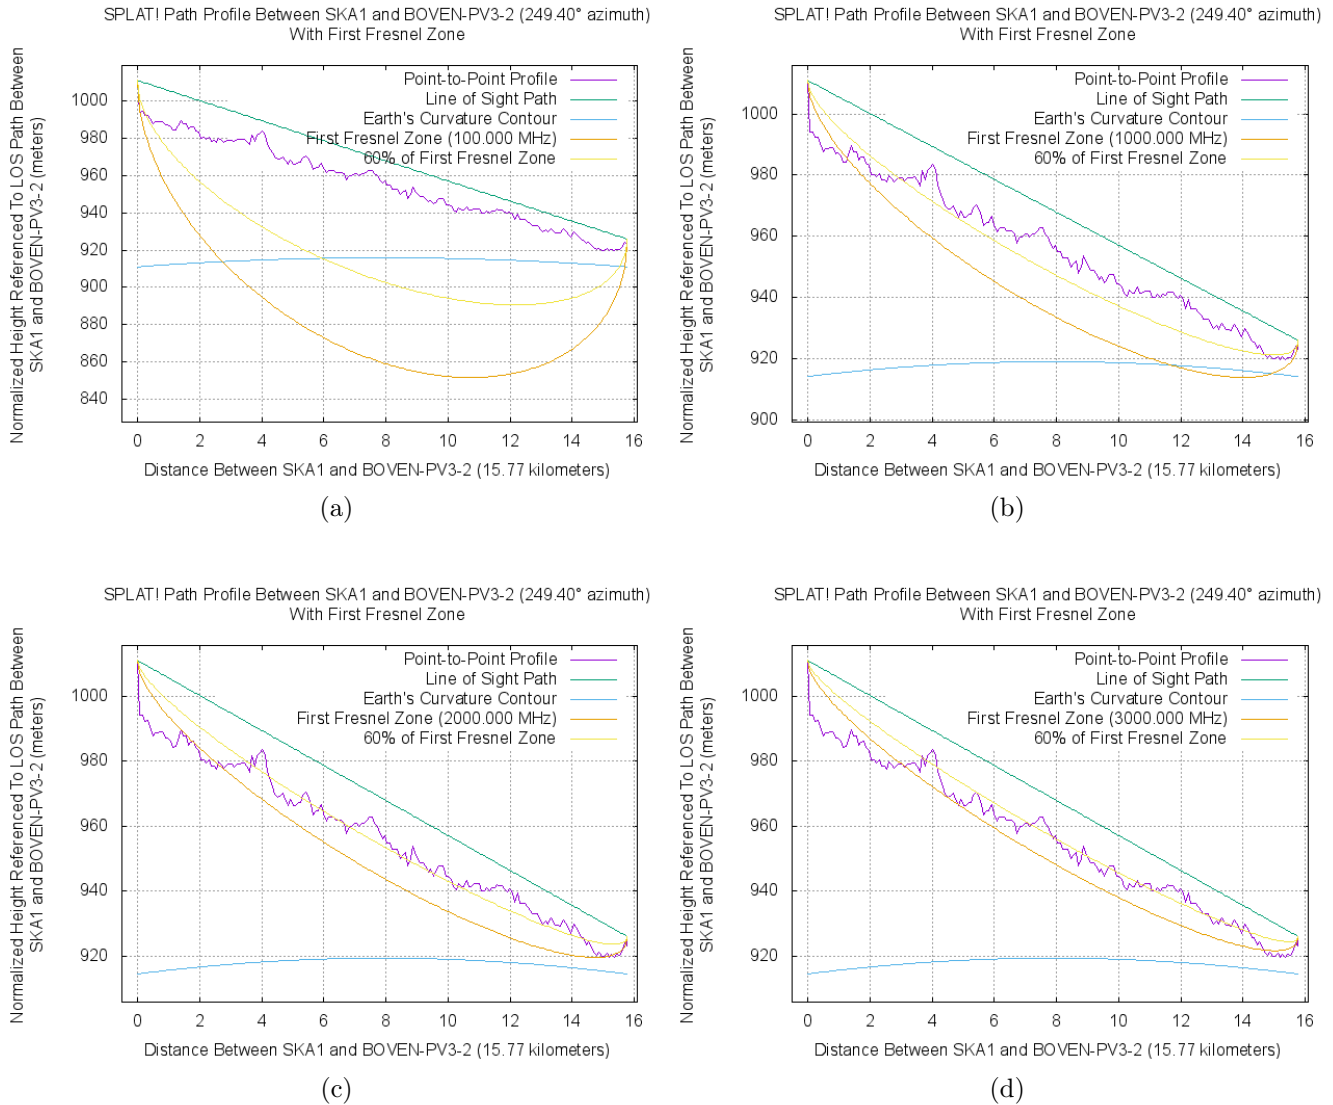 SPLAT! Path Profile Between SKA1 and BOVEN-PV3-2 (249.40° azimuth)
With First Fresnel Zone
Normalized Height Referenced To LOS Path Between
SKA1 and BOVEN-PV3-2 (meters)
Point-to-Point Profile
Line of Sight Path
Earth's Curvature Contour
First Fresnel Zone (100.000 MHz)
60% of First Fresnel Zone
1000
980
960
940
920
900
880
860
840
0 2 4 6 8 10 12 14 16
Distance Between SKA1 and BOVEN-PV3-2 (15.77 kilometers)
(a)
SPLAT! Path Profile Between SKA1 and BOVEN-PV3-2 (249.40° azimuth)
With First Fresnel Zone
Normalized Height Referenced To LOS Path Between
SKA1 and BOVEN-PV3-2 (meters)
Point-to-Point Profile
Line of Sight Path
Earth's Curvature Contour
First Fresnel Zone (1000.000 MHz)
60% of First Fresnel Zone
1000
980
960
940
920
900
0 2 4 6 8 10 12 14 16
Distance Between SKA1 and BOVEN-PV3-2 (15.77 kilometers)
(b)
SPLAT! Path Profile Between SKA1 and BOVEN-PV3-2 (249.40° azimuth)
With First Fresnel Zone
Normalized Height Referenced To LOS Path Between
SKA1 and BOVEN-PV3-2 (meters)
Point-to-Point Profile
Line of Sight Path
Earth's Curvature Contour
First Fresnel Zone (2000.000 MHz)
60% of First Fresnel Zone
1000
980
960
940
920
0 2 4 6 8 10 12 14 16
Distance Between SKA1 and BOVEN-PV3-2 (15.77 kilometers)
(c)
SPLAT! Path Profile Between SKA1 and BOVEN-PV3-2 (249.40° azimuth)
With First Fresnel Zone
Normalized Height Referenced To LOS Path Between
SKA1 and BOVEN-PV3-2 (meters)
Point-to-Point Profile
Line of Sight Path
Earth's Curvature Contour
First Fresnel Zone (3000.000 MHz)
60% of First Fresnel Zone
1000
980
960
940
920
0 2 4 6 8 10 12 14 16
Distance Between SKA1 and BOVEN-PV3-2 (15.77 kilometers)
(d)